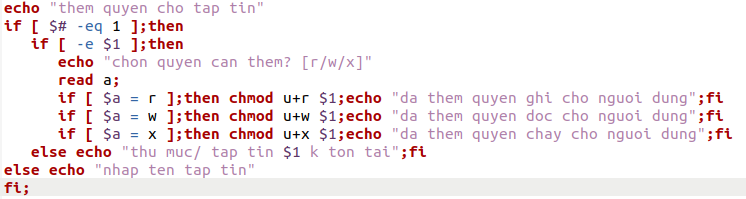 echo "them quyen cho tap tin"
if [ $# -eq 1 ];then
   if [ -e $1 ];then
      echo "chon quyen can them? [r/w/x]"
      read a;
      if [ $a = r ];then chmod u+r $1;echo "da them quyen ghi cho nguoi dung";fi
      if [ $a = w ];then chmod u+w $1;echo "da them quyen doc cho nguoi dung";fi
      if [ $a = x ];then chmod u+x $1;echo "da them quyen chay cho nguoi dung";fi
   else echo "thu muc/ tap tin $1 k ton tai";fi
else echo "nhap ten tap tin"
fi;